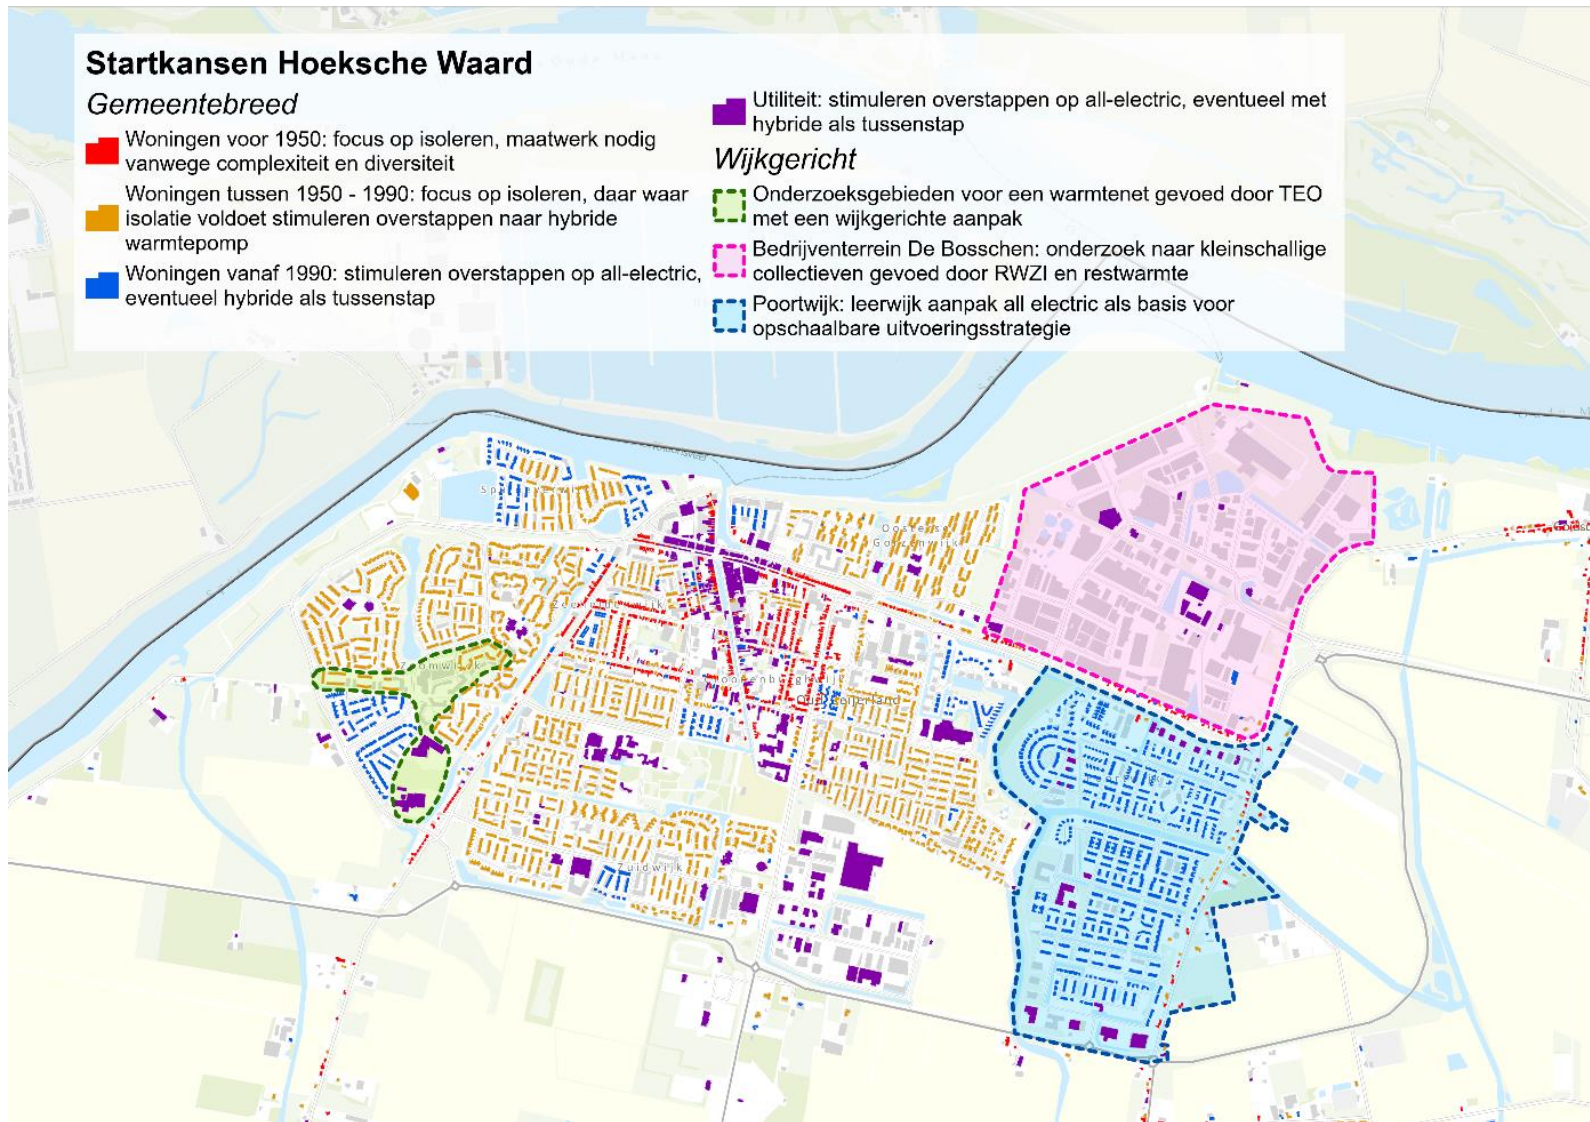 Startkansen Hoeksche Waard
Gemeentebreed
Woningen voor 1950: focus op isoleren, maatwerk nodig
vanwege complexiteit en diversiteit
Woningen tussen 1950 - 1990: focus op isoleren, daar waar
isolatie voldoet stimuleren overstappen naar hybride
warmtepomp
Woningen vanaf 1990: stimuleren overstappen op all-electric,
eventueel hybride als tussenstap
Utiliteit: stimuleren overstappen op all-electric, eventueel met
hybride als tussenstap
Wijkgericht
Onderzoeksgebieden voor een warmtenet gevoed door TEO
met een wijkgerichte aanpak
Bedrijventerrein De Bosschen: onderzoek naar kleinschallige
collectieven gevoed door RWZI en restwarmte
Poortwijk: leerwijk aanpak all electric als basis voor
opschaalbare uitvoeringsstrategie
Oud-Beijerland
Zuidwijk